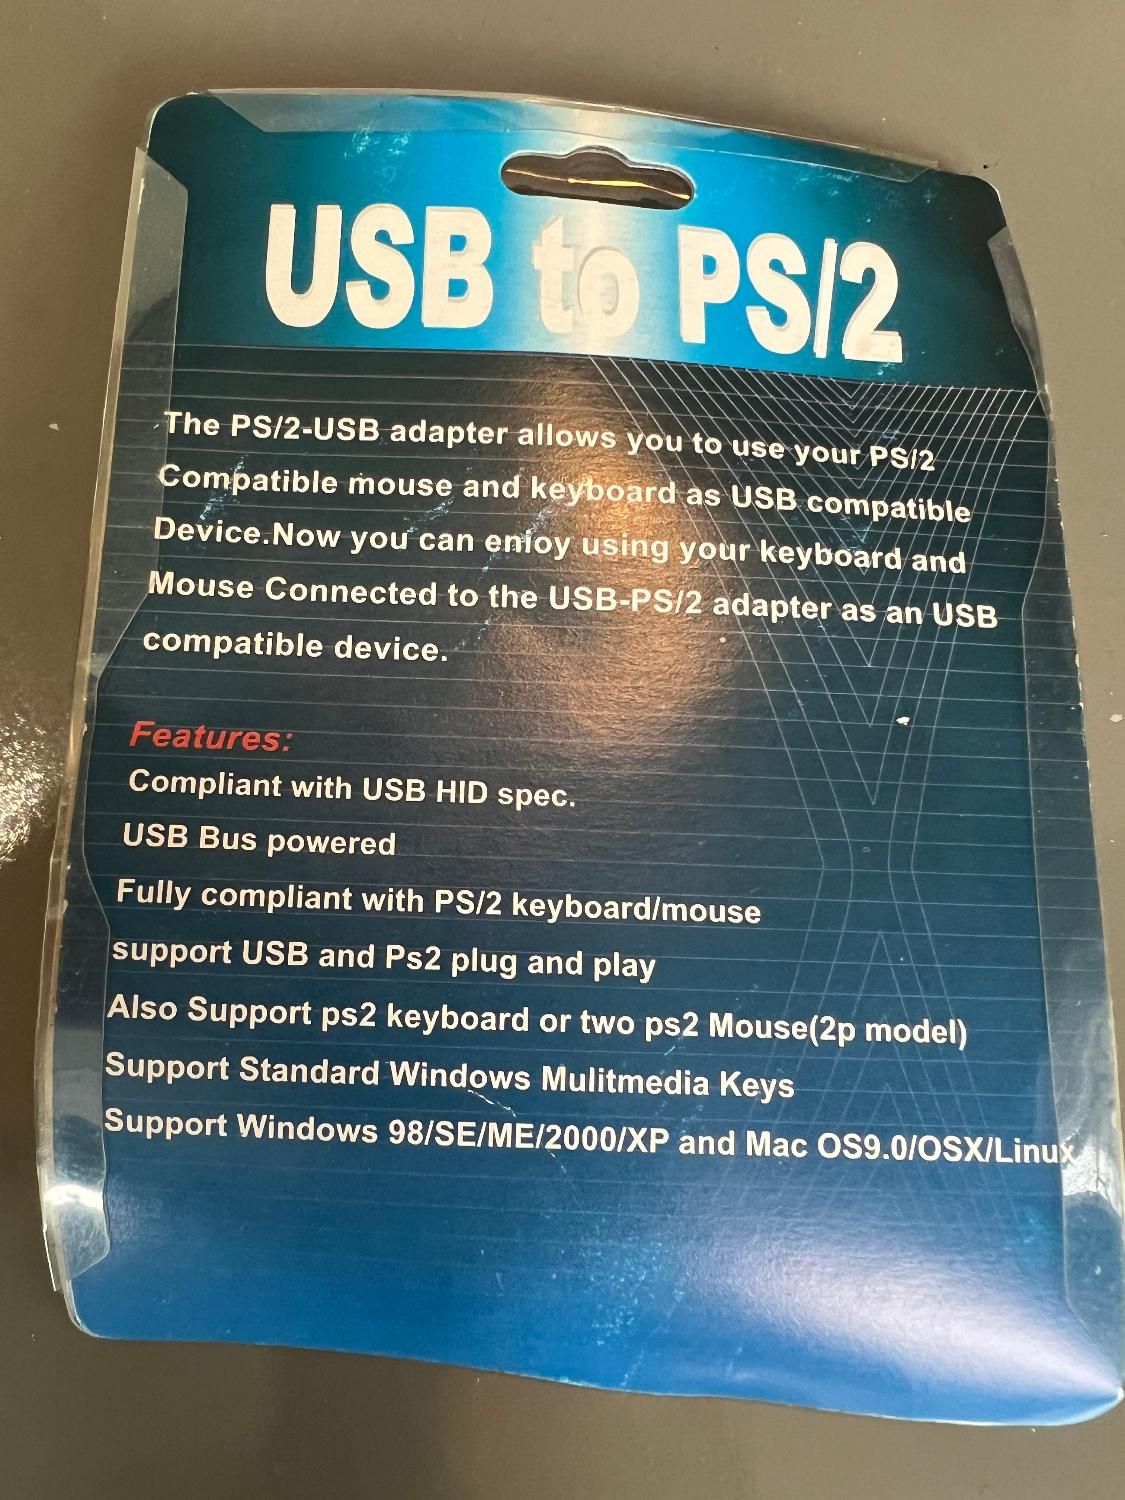 USB to PS/2
The PS/2-USB adapter allows you to use your PS/2
Compatible mouse and keyboard as USB compatible
Device.Now you can enjoy using your keyboard and
Mouse Connected to the USB-PS/2 adapter as an USB
compatible device.
Features:
Compliant with USB HID spec.
USB Bus powered
Fully compliant with PS/2 keyboard/mouse
support USB and Ps2 plug and play
Also Support ps2 keyboard or two ps2 Mouse(2p model)
Support Standard Windows Mulitmedia Keys
Support Windows 98/SE/ME/2000/XP and Mac OS9.0/OSX/Linux